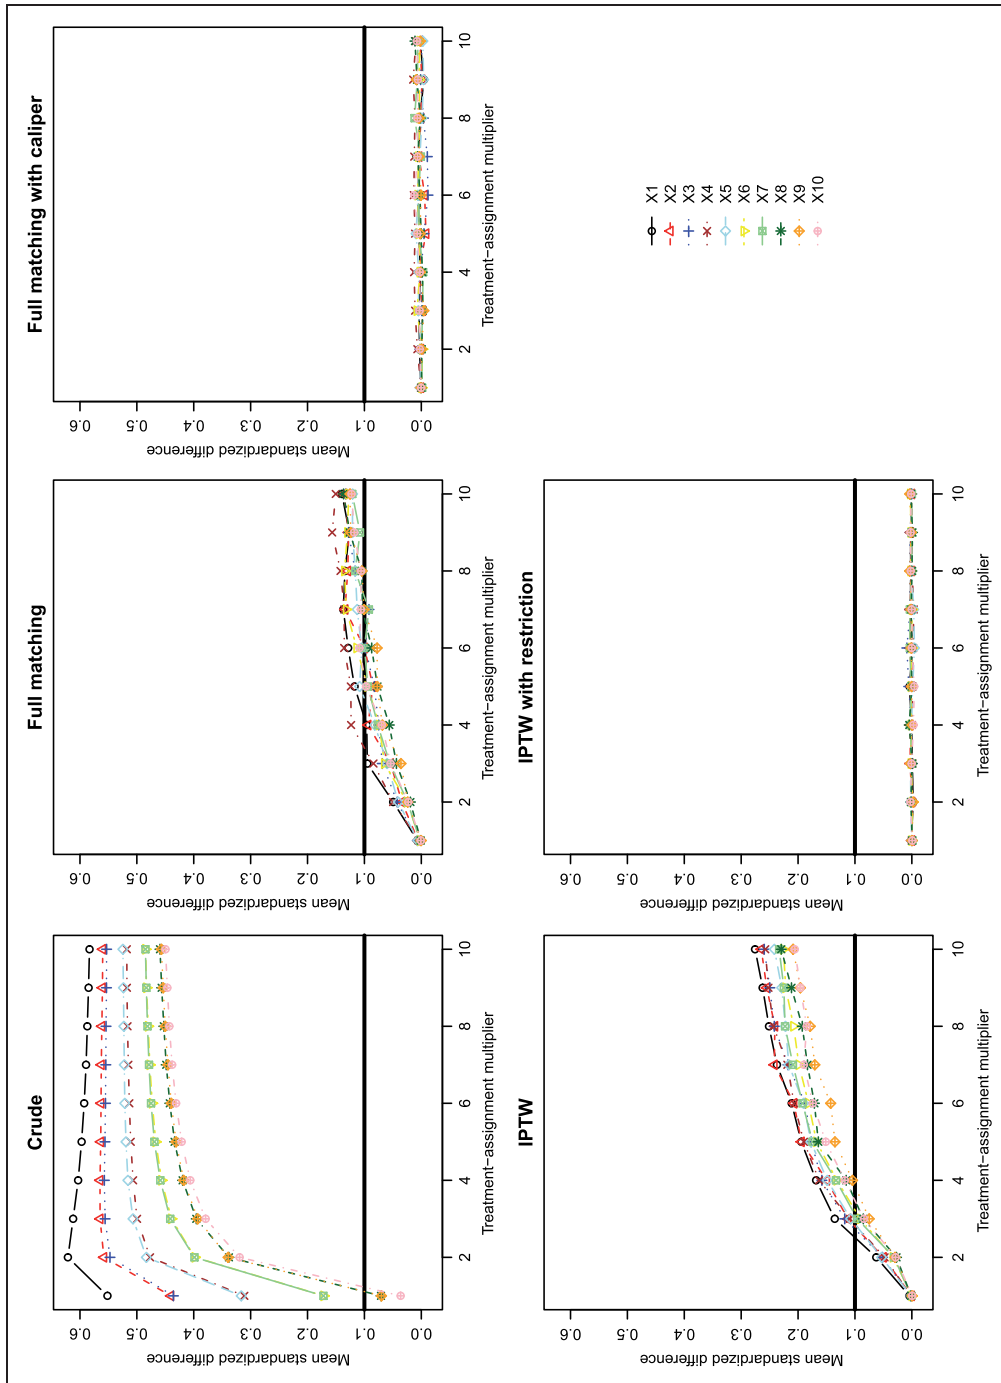 Crude
Mean standardized difference
0.0 0.1 0.2 0.3 0.4 0.5 0.6
2 4 6 8 10
Treatment−assignment multiplier
Full matching
Mean standardized difference
0.0 0.1 0.2 0.3 0.4 0.5 0.6
2 4 6 8 10
Treatment−assignment multiplier
Full matching with caliper
Mean standardized difference
0.0 0.1 0.2 0.3 0.4 0.5 0.6
2 4 6 8 10
Treatment−assignment multiplier
IPTW
Mean standardized difference
0.0 0.1 0.2 0.3 0.4 0.5 0.6
2 4 6 8 10
Treatment−assignment multiplier
IPTW with restriction
Mean standardized difference
0.0 0.1 0.2 0.3 0.4 0.5 0.6
2 4 6 8 10
Treatment−assignment multiplier
X1
X2
X3
X4
X5
X6
X7
X8
X9
X10